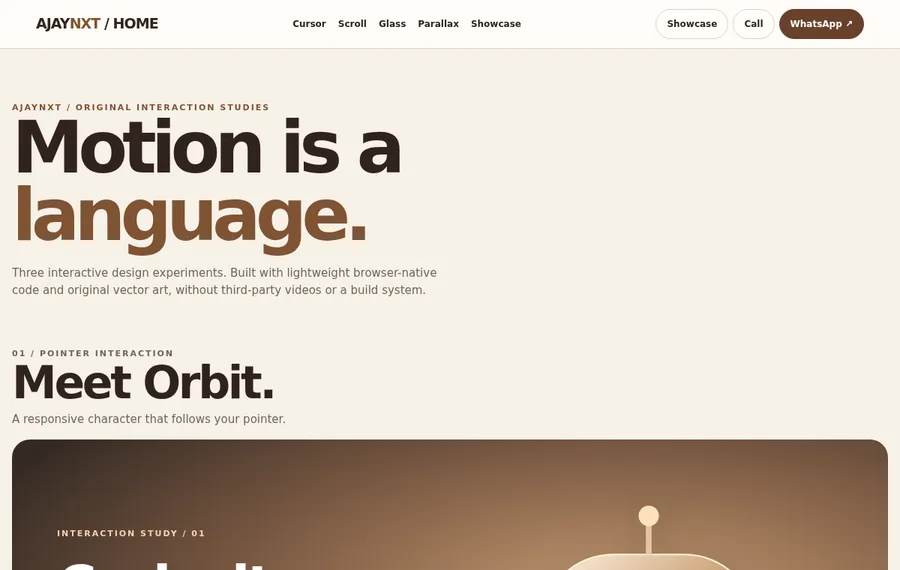 AJAYNXT / HOME
Cursor Scroll Glass Parallax Showcase
Showcase Call WhatsApp ↗
AJAYNXT / ORIGINAL INTERACTION STUDIES
Motion is a
language.
Three interactive design experiments. Built with lightweight browser-native
code and original vector art, without third-party videos or a build system.
01 / POINTER INTERACTION
Meet Orbit.
A responsive character that follows your pointer.
INTERACTION STUDY / 01